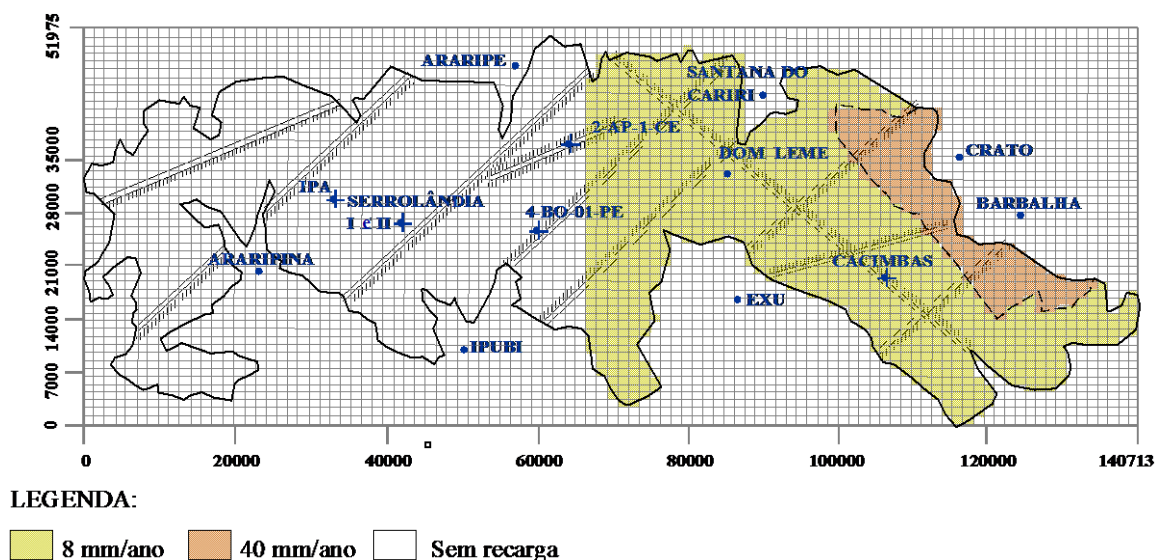 51975
35000
28000
21000
14000
7000
0
ARARIPE
SANTANA DO
CARIRI
2-AP-1-CE
CRATO
DOM LEME
IPA
SERROLÂNDIA
I e II
4-BO-01-PE
BARBALHA
ARARIPINA
CACIMBAS
EXU
IPUBI
0
20000
40000
60000
80000
100000
120000
140713
LEGENDA:
8 mm/ano
40 mm/ano
Sem recarga